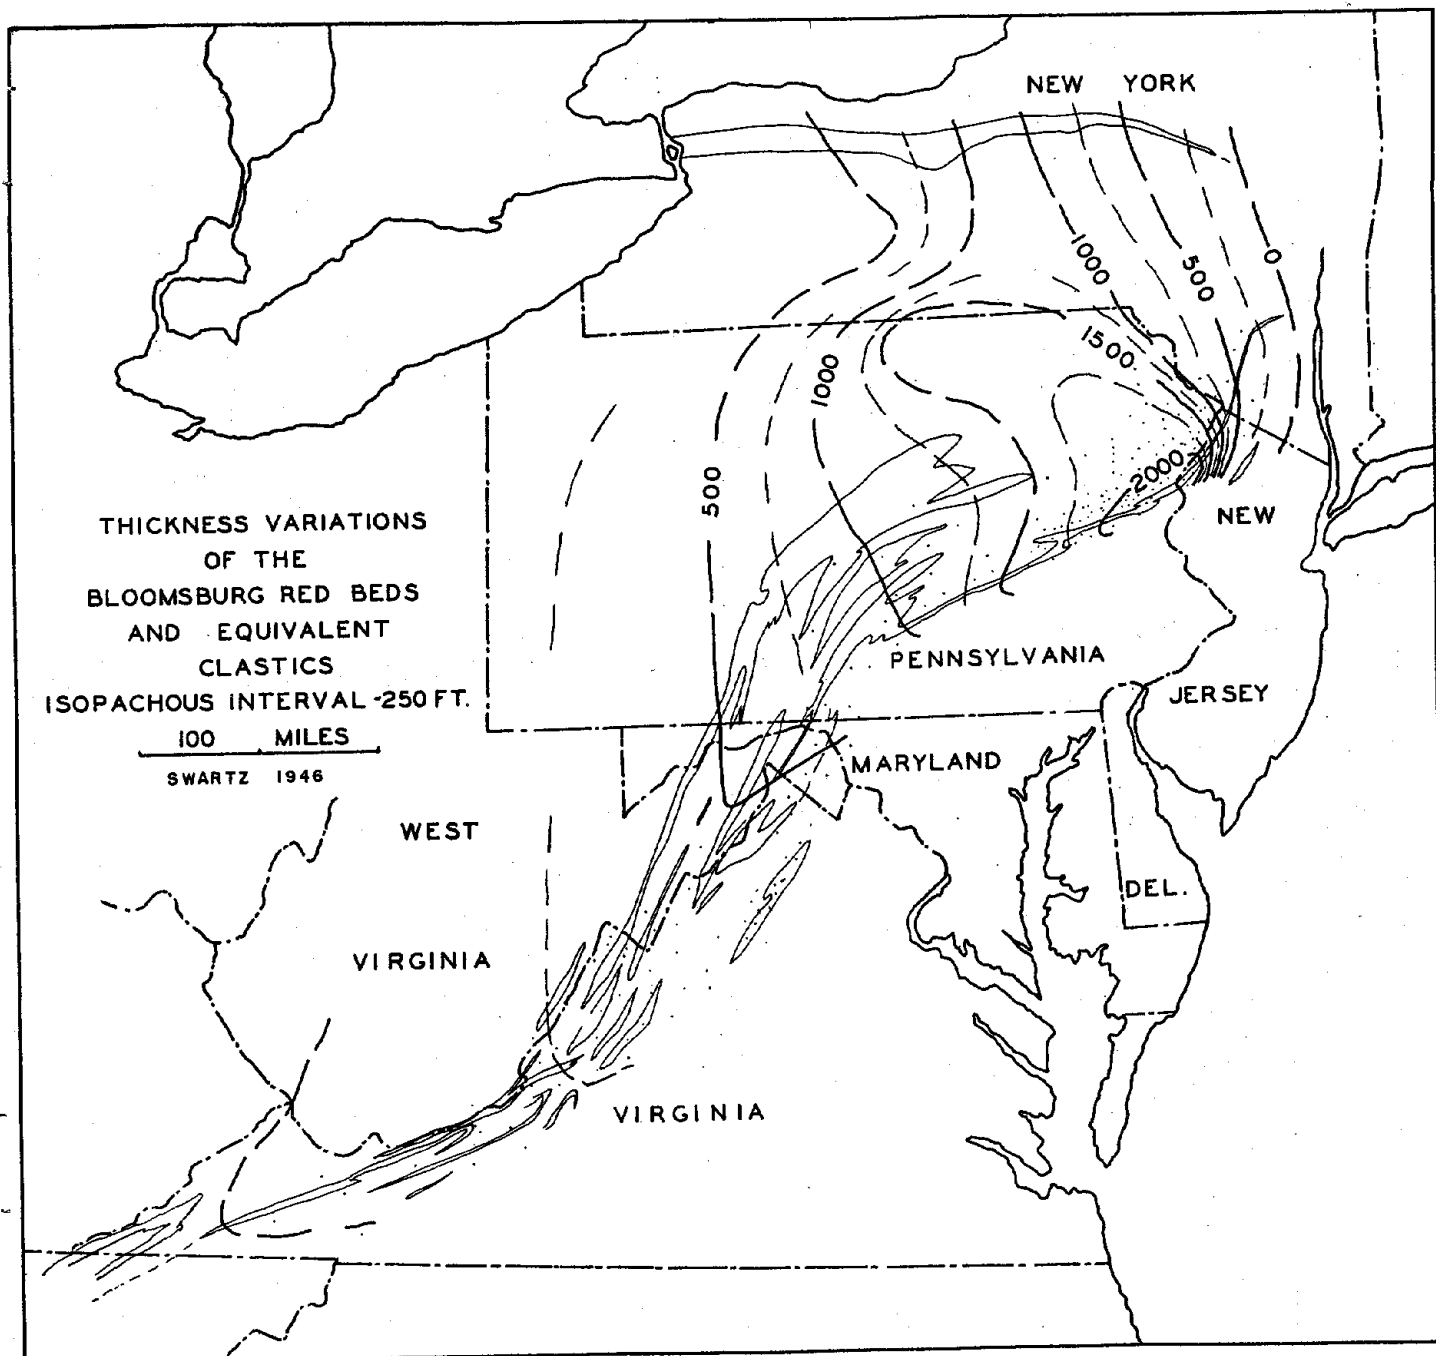 NEW YORK
0
1000
500
1500
1000
500
2000
NEW
JERSEY
THICKNESS VARIATIONS
OF THE
BLOOMSBURG RED BEDS
AND EQUIVALENT
CLASTICS
ISOPACHOUS INTERVAL -250 FT.
100 MILES
SWARTZ 1946
PENNSYLVANIA
MARYLAND
WEST
VIRGINIA
DEL.
VIRGINIA